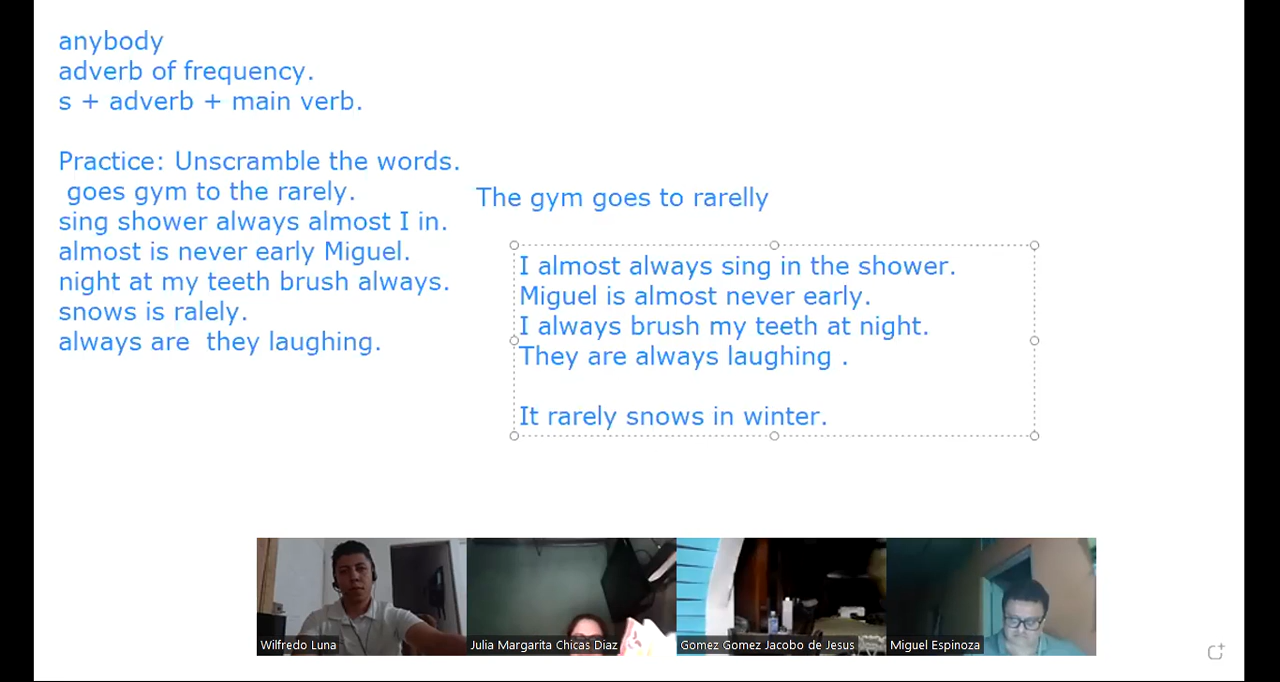 anybody
adverb of frequency.
s + adverb + main verb.
Practice: Unscramble the words.
goes gym to the rarely.
sing shower always almost I in.
almost is never early Miguel.
night at my teeth brush always.
snows is ralely.
always are they laughing.
The gym goes to rarelly
I almost always sing in the shower.
Miguel is almost never early.
I always brush my teeth at night.
They are always laughing .
It rarely snows in winter.
Wilfredo Luna
Julia Margarita Chicas Diaz
Gomez Gomez Jacobo de Jesus
Miguel Espinoza